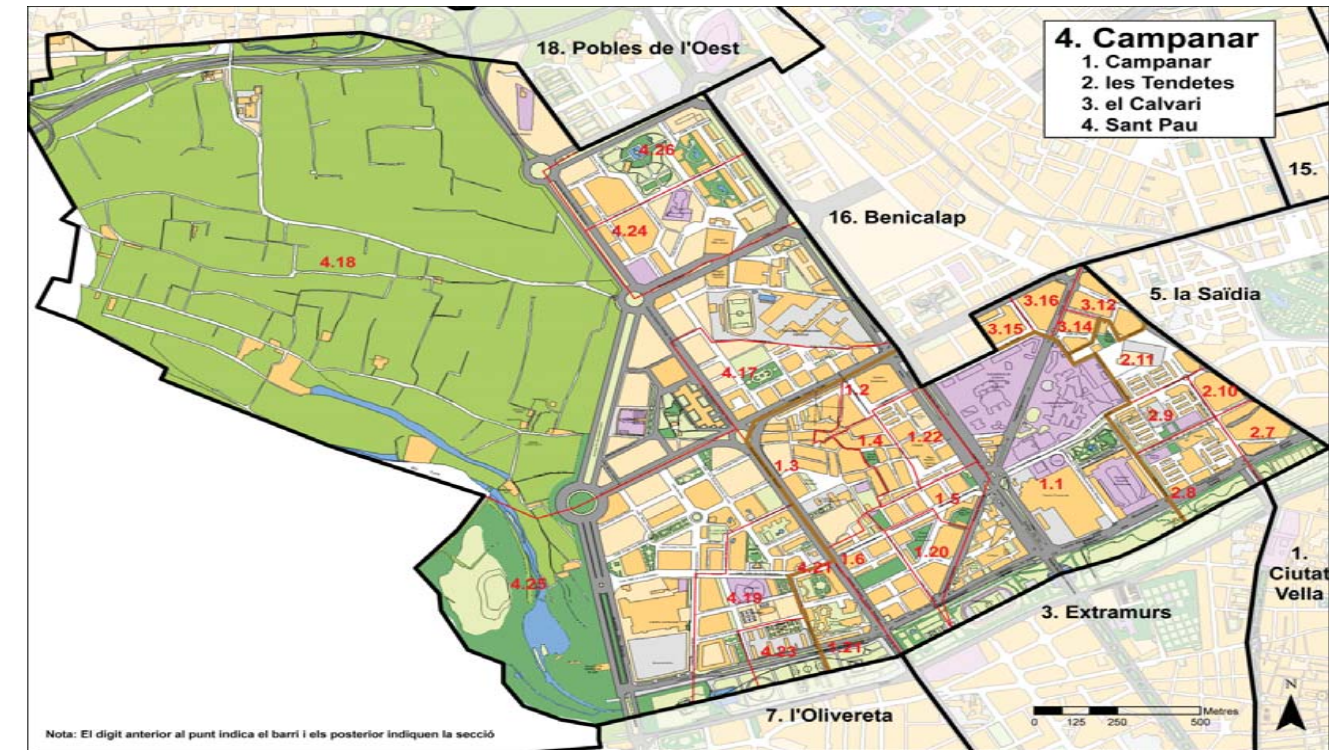 18. Pobles de l'Oest
4. Campanar
1. Campanar
2. les Tendetes
3. el Calvari
4. Sant Pau
15.
4.26
16. Benicalap
4.24
4.18
5. la Saïdia
3.16
3.12
3.15
3.14
2.11
4.17
1.2
2.10
2.9
1.4
1.22
2.7
1.3
1.1
1.5
2.8
1.20
1.6
4.21
1.
Ciutat
Vella
4.25
4.19
3. Extramurs
4.23
1.21
N
7. l'Olivereta
Metres
0 125 250 500
Nota: El digit anterior al punt indica el barri i els posterior indiquen la secció